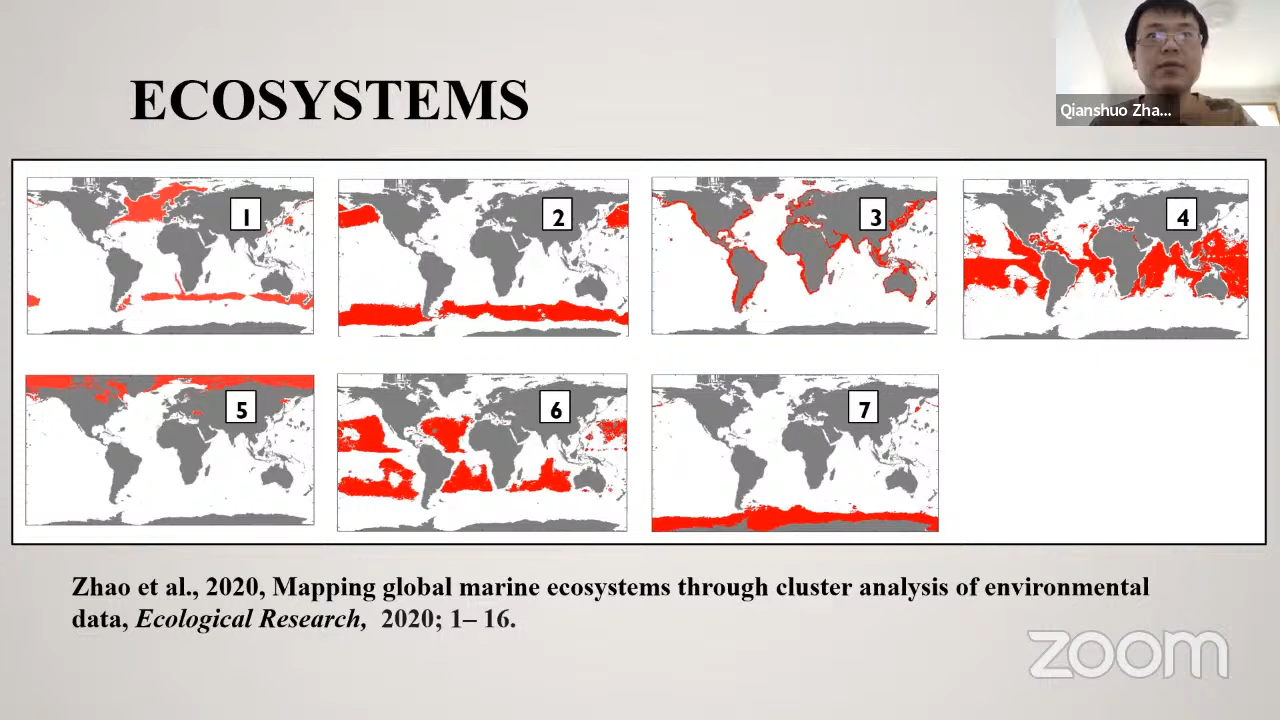 ECOSYSTEMS
Qianshuo Zha...
1
2
3
4
5
6
7
Zhao et al., 2020, Mapping global marine ecosystems through cluster analysis of environmental
data, Ecological Research, 2020; 1– 16.
zoom